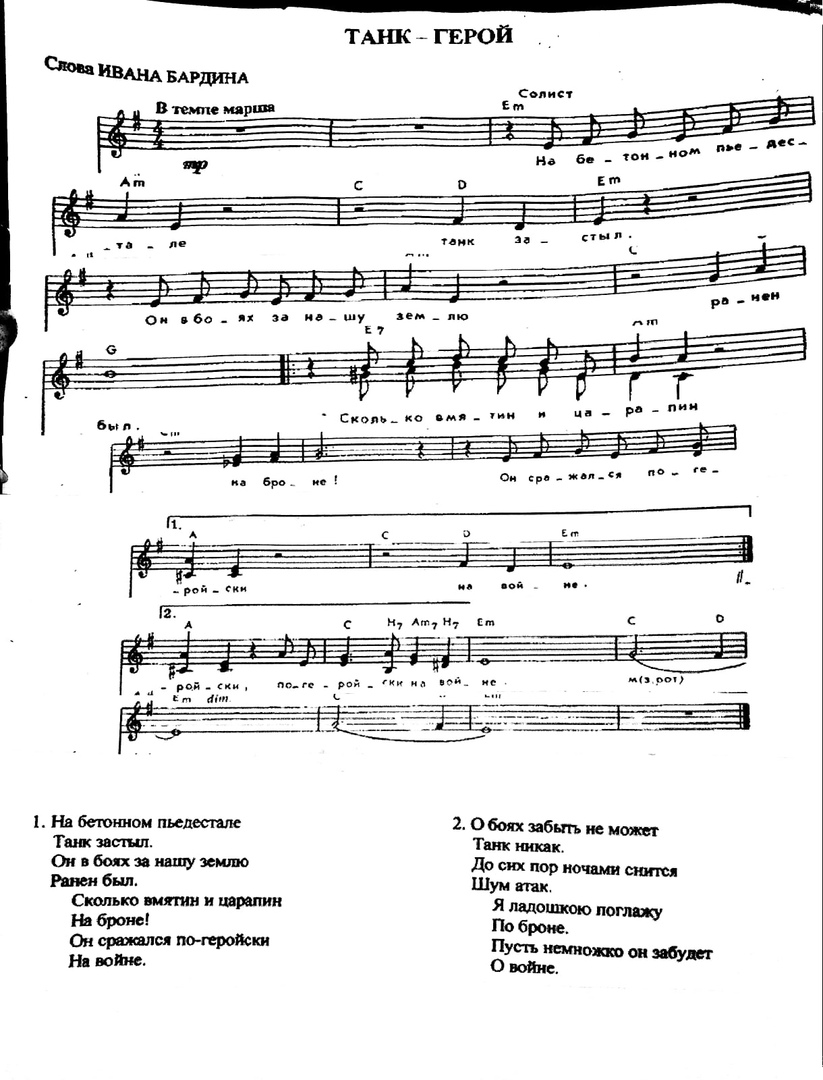 ТАНК – ГЕРОЙ
Слова ИВАНА БАРДИНА
В темпе марша
Солист
Em
mp
На бе – тон – ном пье – дес –
Am C D Em
– та – ле танк за – стыл.
Он в бо – ях за на – шу зем – лю ра – нен
G E7 Am
был. Сколь – ко вмя – тин и ца – ра – пин
на бро – не! Он сра – жал – ся по – ге –
1.
A C D Em
– рой – ски на вой – не.
2.
A C H7 Am7 H7 Em C D
– рой – ски, по – ге – рой – ски на вой – не. м(з.рот)
Em dim.
1. На бетонном пьедестале
Танк застыл.
Он в боях за нашу землю
Ранен был.
Сколько вмятин и царапин
На броне!
Он сражался по-геройски
На войне.
2. О боях забыть не может
Танк никак.
До сих пор ночами снится
Шум атак.
Я ладошкою поглажу
По броне.
Пусть немножко он забудет
О войне.